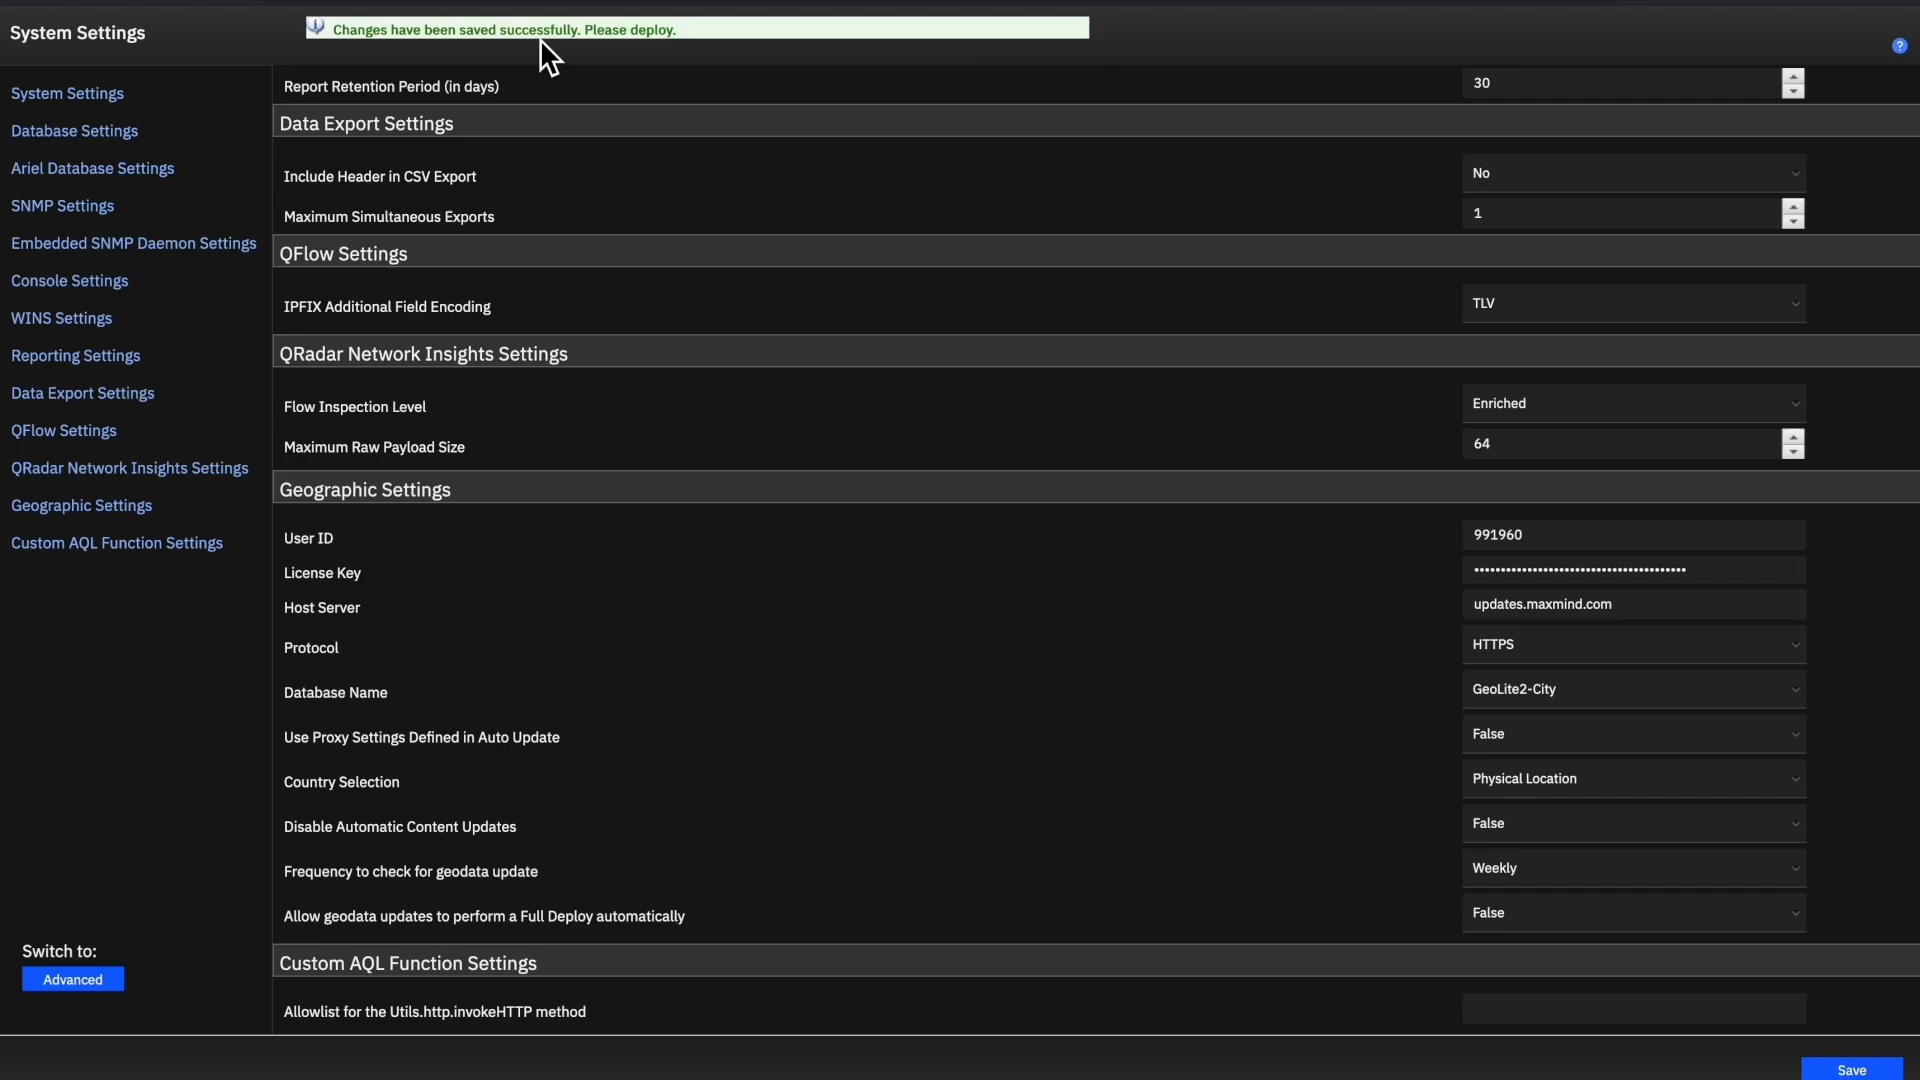 System Settings
Changes have been saved successfully. Please deploy.
?
System Settings
Database Settings
Ariel Database Settings
SNMP Settings
Embedded SNMP Daemon Settings
Console Settings
WINS Settings
Reporting Settings
Data Export Settings
QFlow Settings
QRadar Network Insights Settings
Geographic Settings
Custom AQL Function Settings
Switch to:
Advanced
Report Retention Period (in days) 30
Data Export Settings
Include Header in CSV Export No
Maximum Simultaneous Exports 1
QFlow Settings
IPFIX Additional Field Encoding TLV
QRadar Network Insights Settings
Flow Inspection Level Enriched
Maximum Raw Payload Size 64
Geographic Settings
User ID 991960
License Key
Host Server updates.maxmind.com
Protocol HTTPS
Database Name GeoLite2-City
Use Proxy Settings Defined in Auto Update False
Country Selection Physical Location
Disable Automatic Content Updates False
Frequency to check for geodata update Weekly
Allow geodata updates to perform a Full Deploy automatically False
Custom AQL Function Settings
Allowlist for the Utils.http.invokeHTTP method
Save